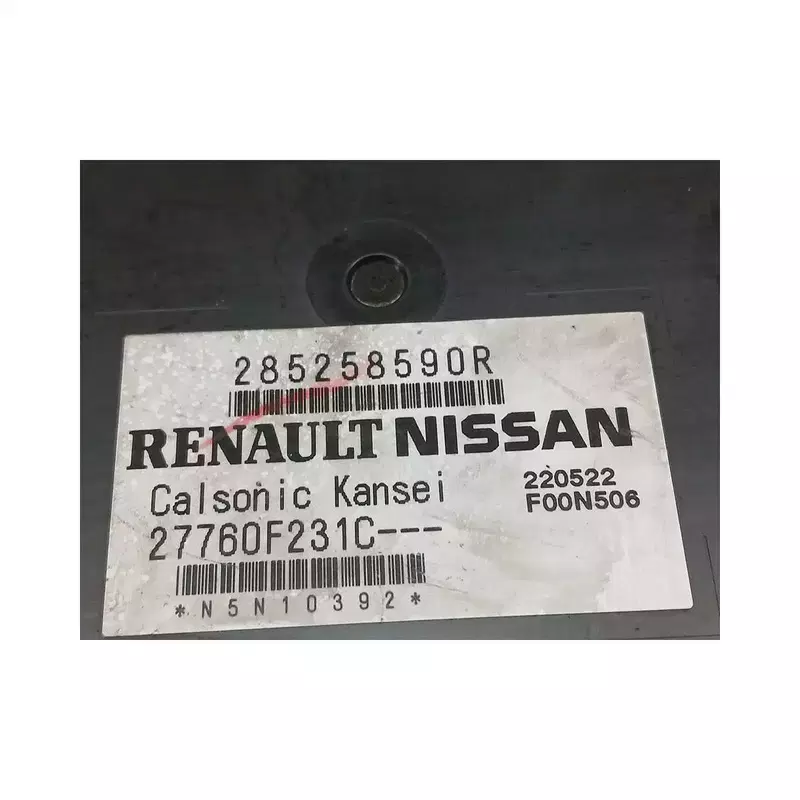 285258590R
RENAULT NISSAN
Calsonic Kansei
220522
F00N506
27760F231C---
*N5N10392*